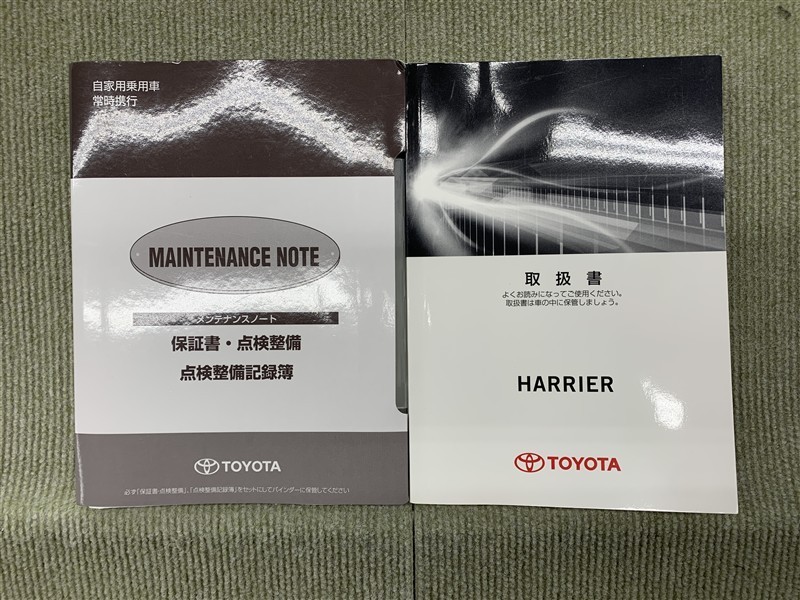 自家用乗用車
常時携行
MAINTENANCE NOTE
メンテナンスノート
保証書・点検整備
点検整備記録簿
TOYOTA
必ず「保証書・点検整備」、「点検整備記録簿」をセットにしてバインダーに保管してください
取扱書
よくお読みになってご使用ください。
取扱書は車の中に保管しましょう。
HARRIER
TOYOTA